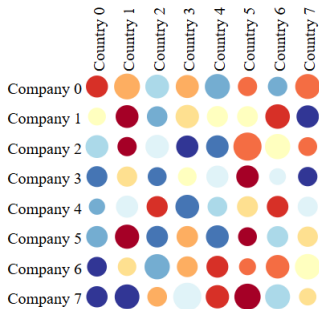 Country 0
Country 1
Country 2
Country 3
Country 4
Country 5
Country 6
Country 7
Company 0
Company 1
Company 2
Company 3
Company 4
Company 5
Company 6
Company 7